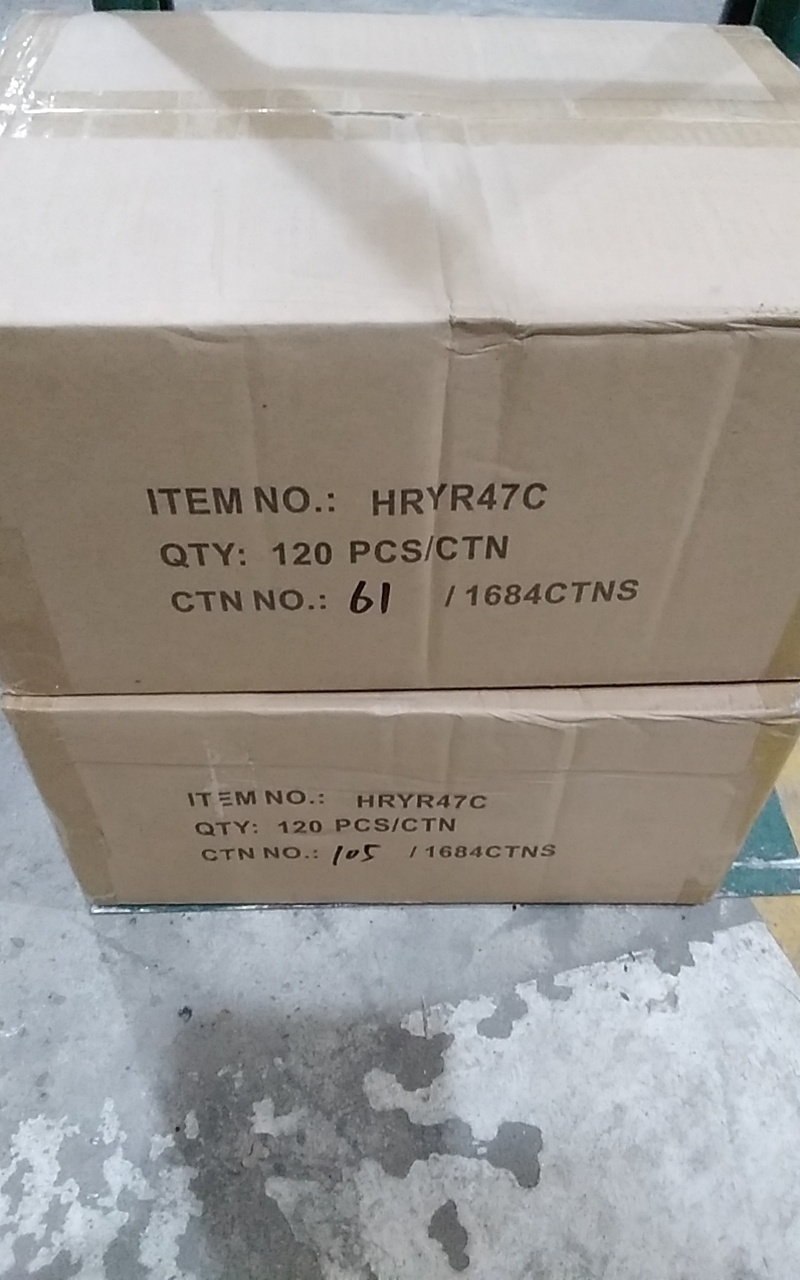 ITEM NO.: HRYR47C
QTY: 120 PCS/CTN
CTN NO.: 61 / 1684CTNS
ITEM NO.: HRYR47C
QTY: 120 PCS/CTN
CTN NO.: 105 / 1684CTNS